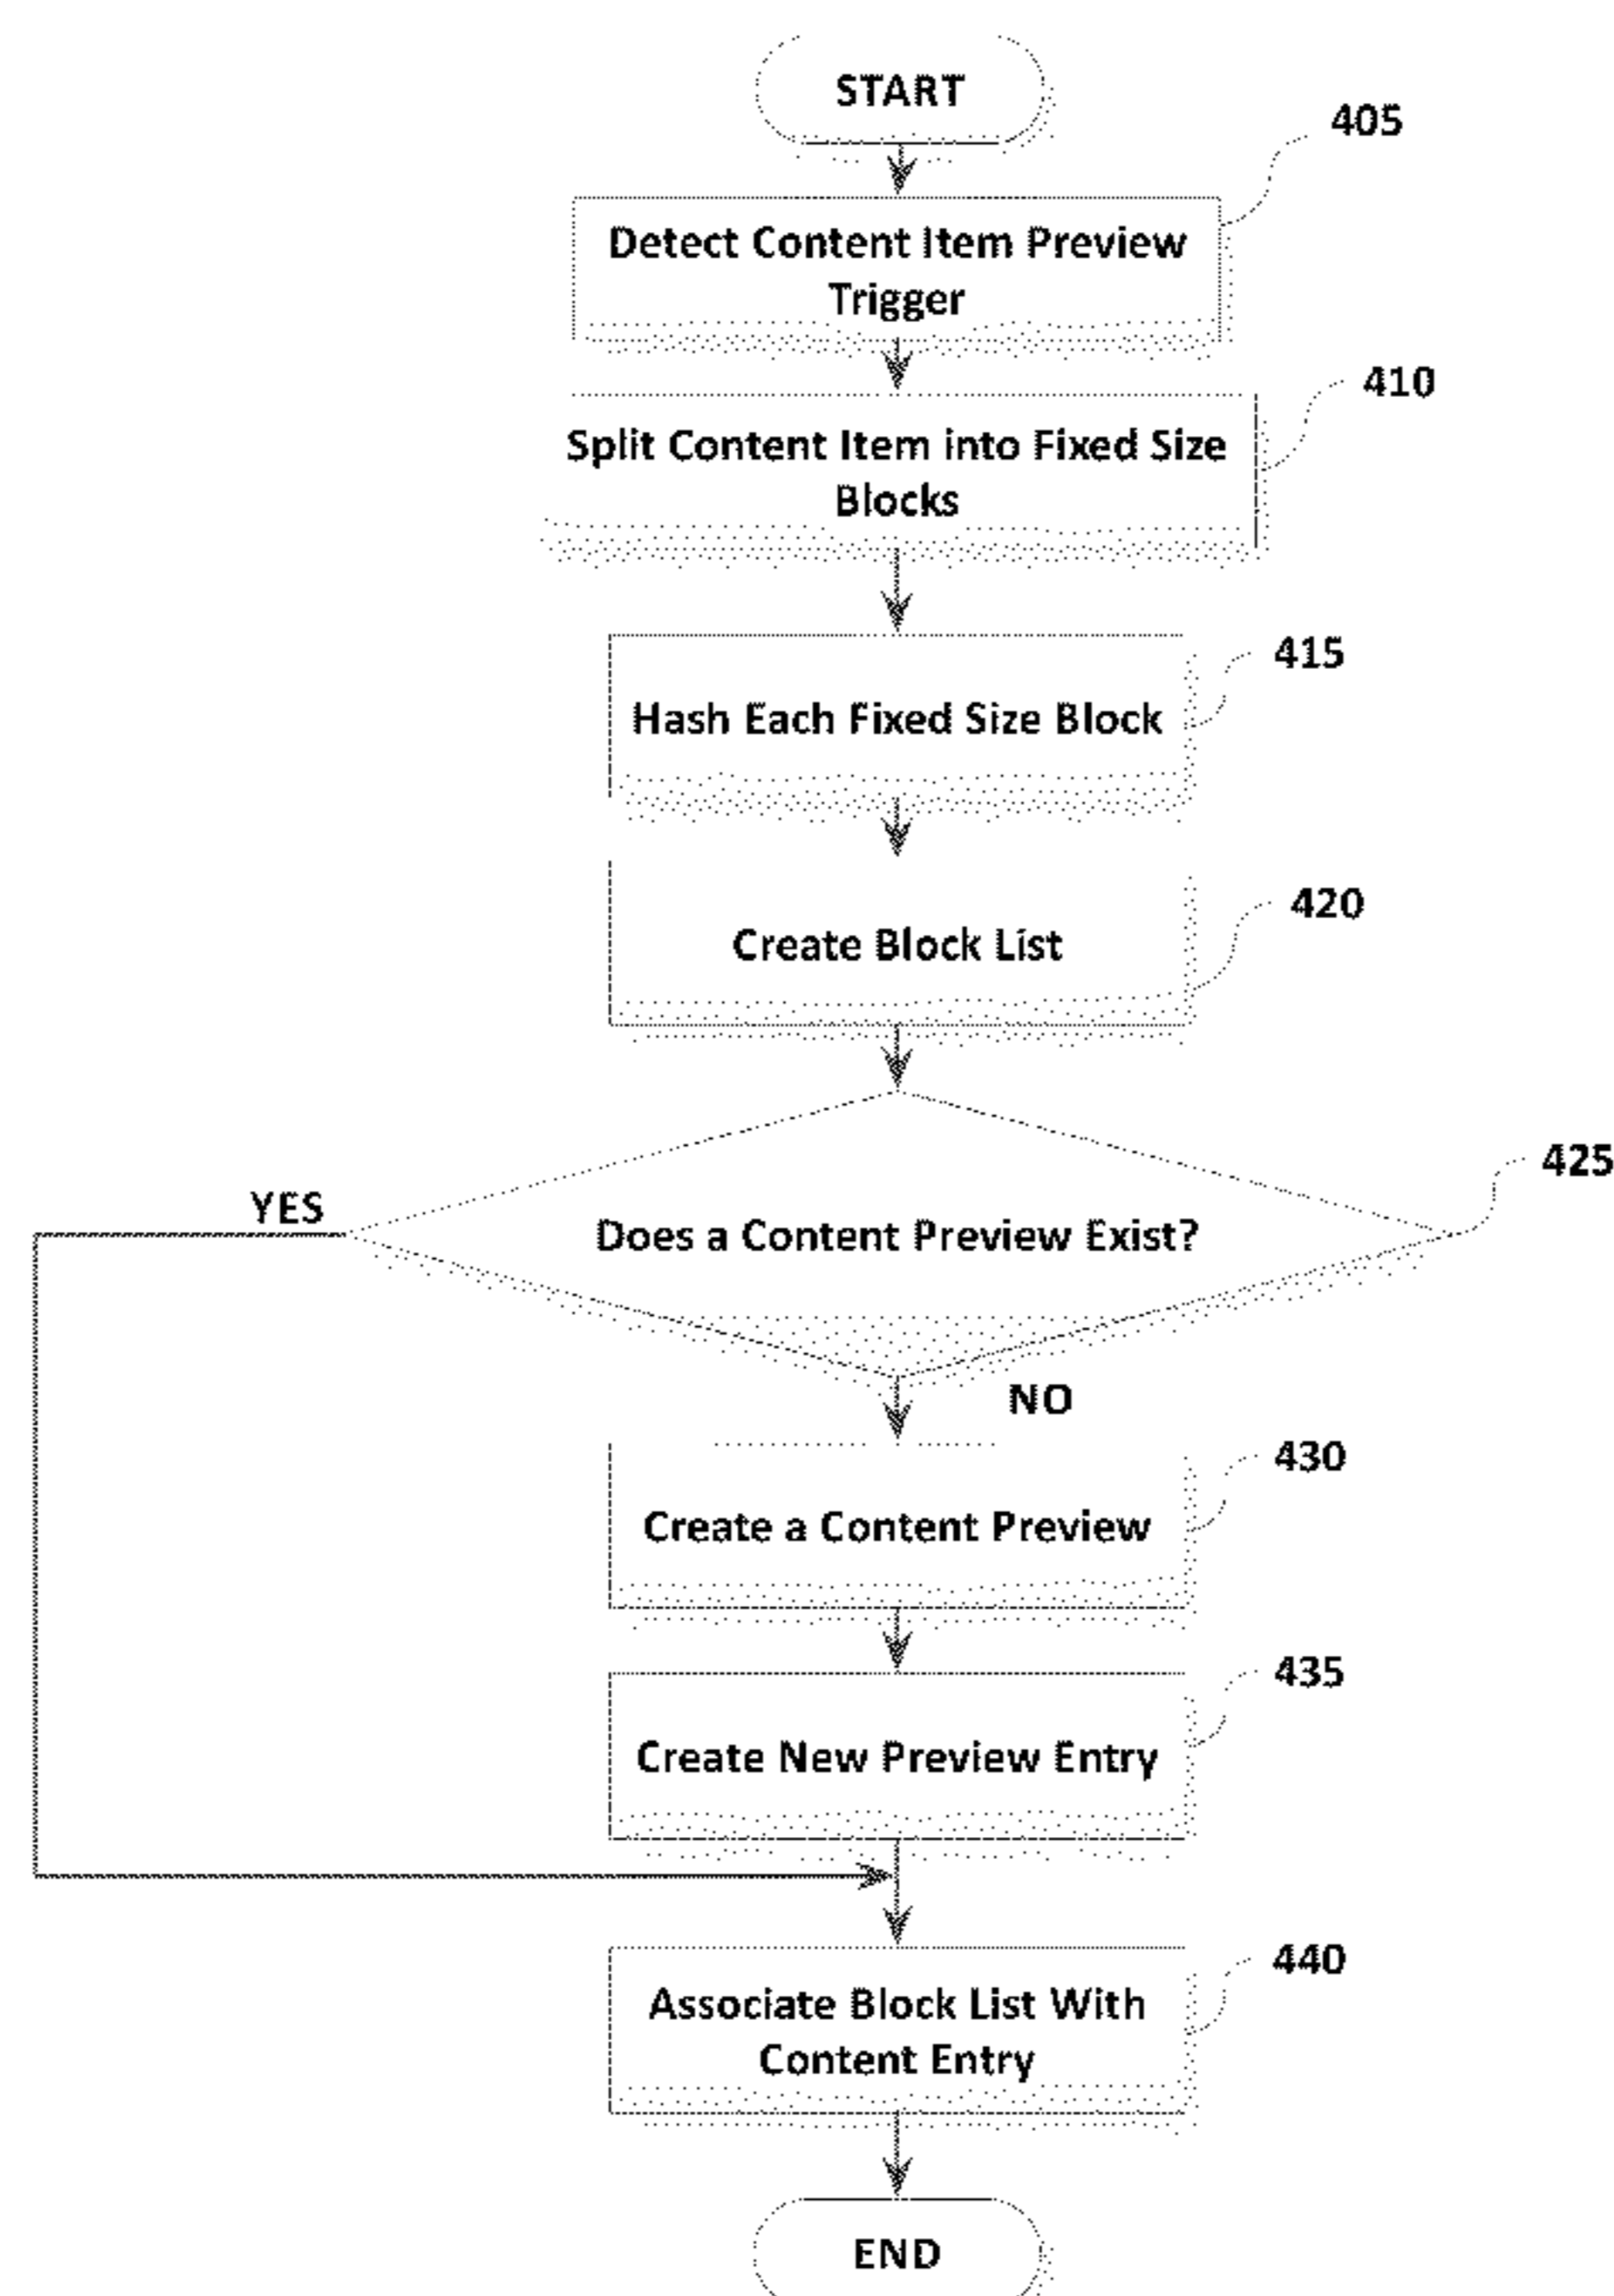 START
405
Detect Content Item Preview
Trigger
410
Split Content Item into Fixed Size
Blocks
415
Hash Each Fixed Size Block
420
Create Block List
425
YES
Does a Content Preview Exist?
NO
430
Create a Content Preview
435
Create New Preview Entry
440
Associate Block List With
Content Entry
END